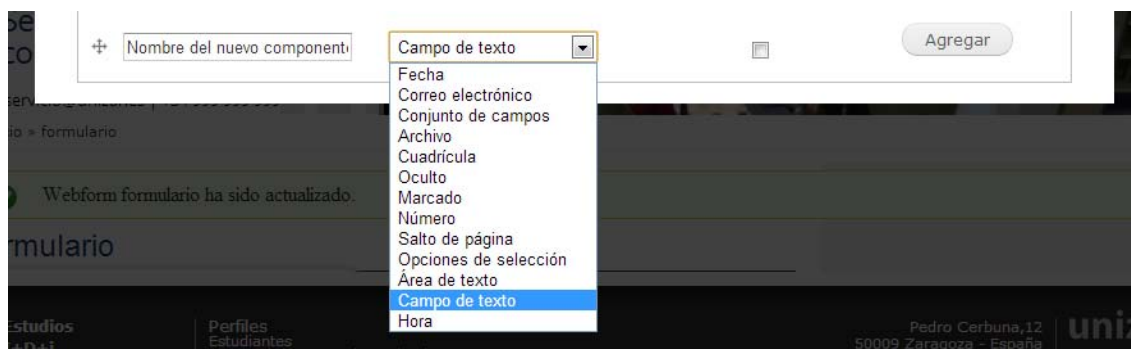 Nombre del nuevo component
Campo de texto
Agregar
Fecha
Correo electrónico
Conjunto de campos
Archivo
Cuadrícula
Oculto
Marcado
Número
Salto de página
Opciones de selección
Área de texto
Campo de texto
Hora
» formulario
Webform formulario ha sido actualizado.
rmulario
Estudios
Perfiles
Estudiantes
Pedro Cerbuna,12
50009 Zaragoza - España